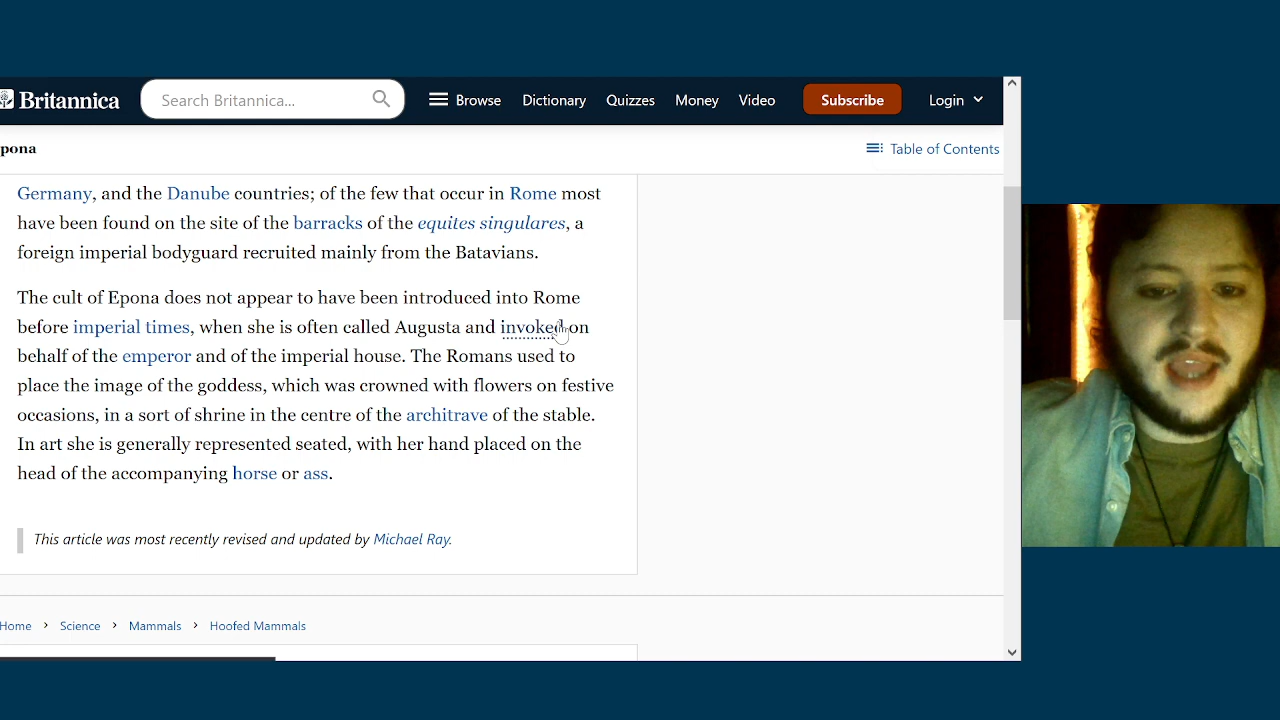 Britannica
Search Britannica...
Browse
Dictionary
Quizzes
Money
Video
Subscribe
Login
pona
Table of Contents
Germany, and the Danube countries; of the few that occur in Rome most
have been found on the site of the barracks of the equites singulares, a
foreign imperial bodyguard recruited mainly from the Batavians.
The cult of Epona does not appear to have been introduced into Rome
before imperial times, when she is often called Augusta and invoked on
behalf of the emperor and of the imperial house. The Romans used to
place the image of the goddess, which was crowned with flowers on festive
occasions, in a sort of shrine in the centre of the architrave of the stable.
In art she is generally represented seated, with her hand placed on the
head of the accompanying horse or ass.
This article was most recently revised and updated by Michael Ray.
Home > Science > Mammals > Hoofed Mammals